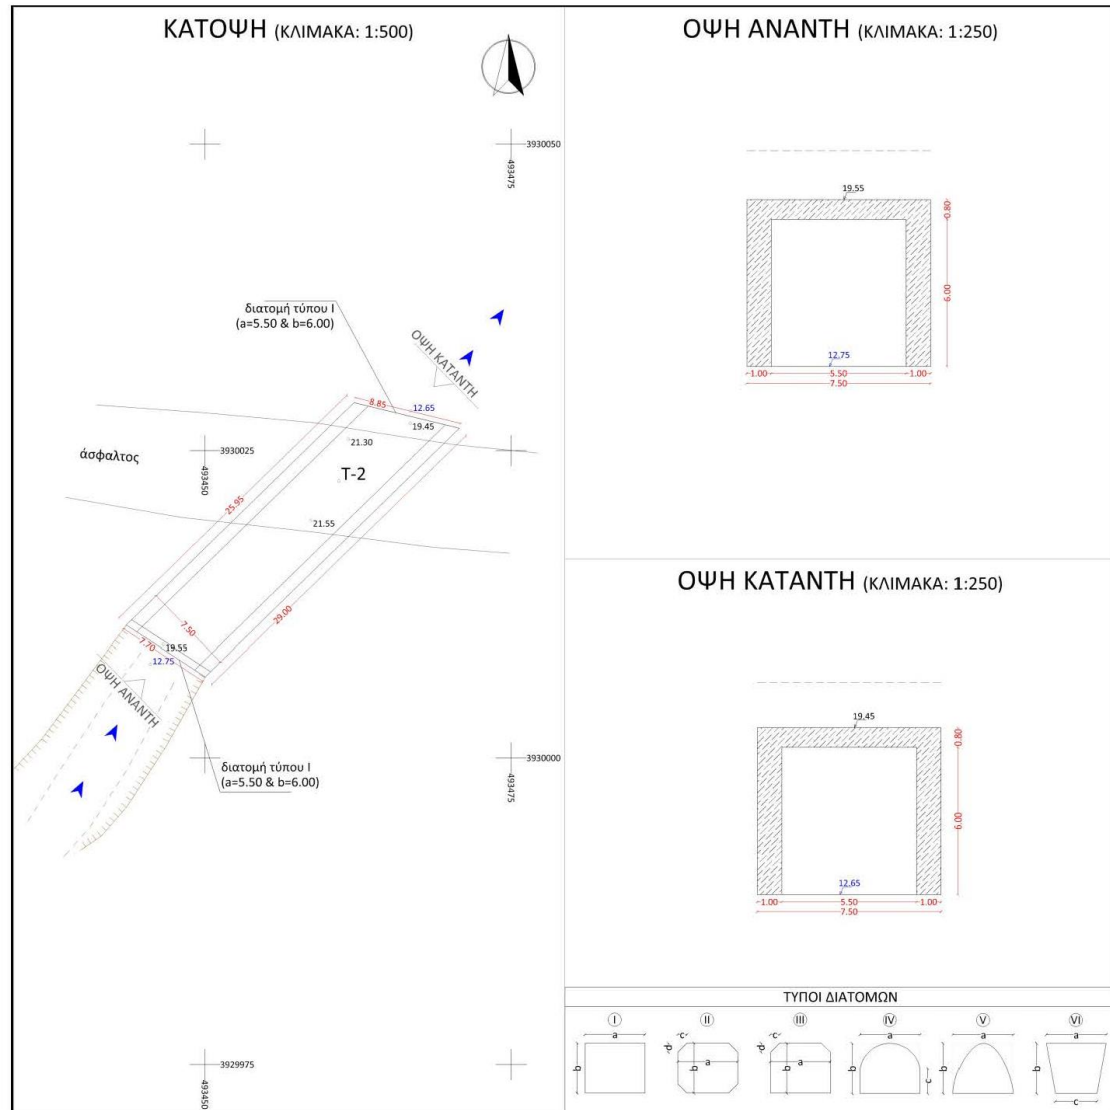 ΚΑΤΟΨΗ (ΚΛΙΜΑΚΑ: 1:500)
3930050
493475
διατομή τύπου Ι
(a=5.50 & b=6.00)
ΟΨΗ ΚΑΤΑΝΤΗ
8.85
12.65
19.45
21.30
άσφαλτος
3930025
493450
T-2
25.95
21.55
29.00
7.50
7.70
19.55
12.75
ΟΨΗ ΑΝΑΝΤΗ
διατομή τύπου Ι
(a=5.50 & b=6.00)
3930000
493475
3929975
493450
ΟΨΗ ΑΝΑΝΤΗ (ΚΛΙΜΑΚΑ: 1:250)
19,55
0.80
6.00
12.75
1.00 5.50 1.00
7.50
ΟΨΗ ΚΑΤΑΝΤΗ (ΚΛΙΜΑΚΑ: 1:250)
19,45
0.80
6.00
12.65
1.00 5.50 1.00
7.50
ΤΥΠΟΙ ΔΙΑΤΟΜΩΝ
I II III IV V VI
a c c a a a
b d b a d b a b c b b
c